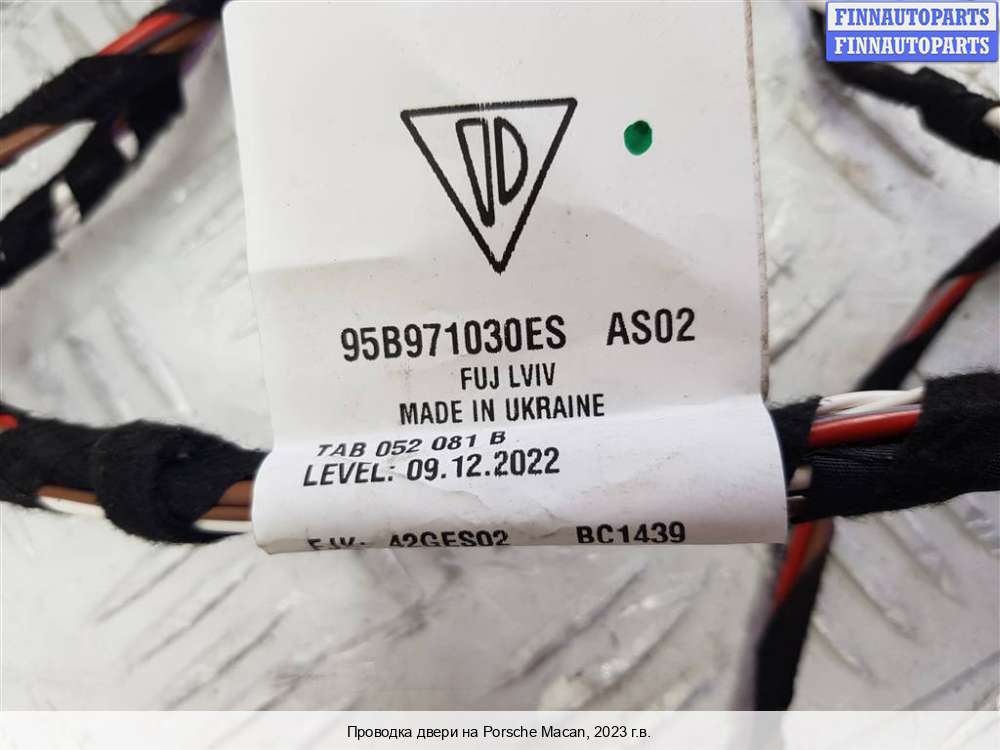 FINNAUTOPARTS
FINNAUTOPARTS
95B971030ES AS02
FUJ LVIV
MADE IN UKRAINE
TAB 052 081 B
LEVEL: 09.12.2022
42GES02 BC1439
Проводка двери на Porsche Macan, 2023 г.в.